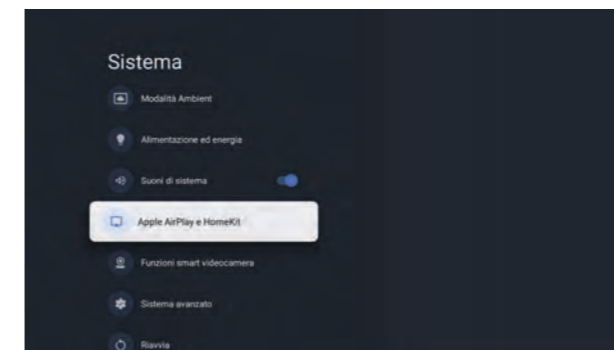 Sistema
Modalità Ambient
Alimentazione ed energia
Suoni di sistema
Apple AirPlay e HomeKit
Funzioni smart videocamera
Sistema avanzato
Riavvia